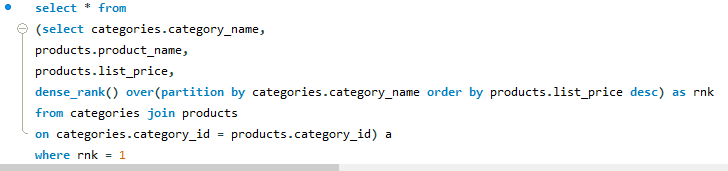 select * from
(select categories.category_name,
products.product_name,
products.list_price,
dense_rank() over(partition by categories.category_name order by products.list_price desc) as rnk
from categories join products
on categories.category_id = products.category_id) a
where rnk = 1